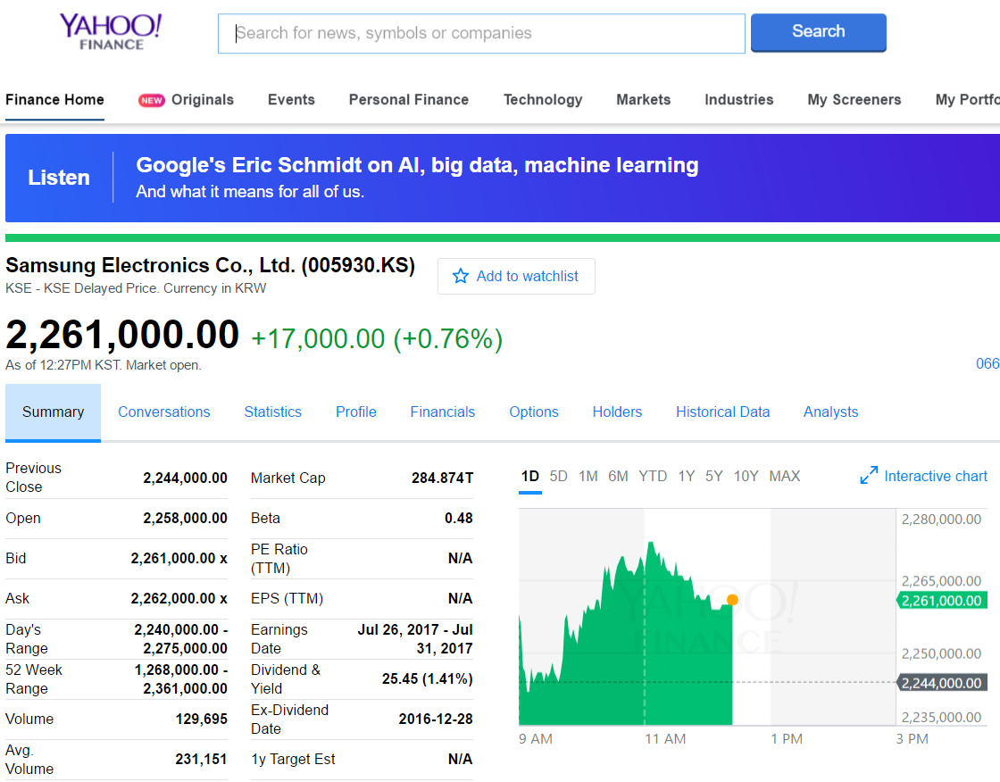 YAHOO!
FINANCE
Search for news, symbols or companies
Search
Finance Home NEW Originals Events Personal Finance Technology Markets Industries My Screeners My Portfo
Listen
Google's Eric Schmidt on AI, big data, machine learning
And what it means for all of us.
Samsung Electronics Co., Ltd. (005930.KS)
KSE - KSE Delayed Price. Currency in KRW
Add to watchlist
2,261,000.00 +17,000.00 (+0.76%)
As of 12:27PM KST. Market open.
066
Summary Conversations Statistics Profile Financials Options Holders Historical Data Analysts
Previous
Close 2,244,000.00
Open 2,258,000.00
Bid 2,261,000.00 x
Ask 2,262,000.00 x
Day's 2,240,000.00 -
Range 2,275,000.00
52 Week 1,268,000.00 -
Range 2,361,000.00
Volume 129,695
Avg.
Volume 231,151
Market Cap 284.874T
Beta 0.48
PE Ratio
(TTM) N/A
EPS (TTM) N/A
Earnings Jul 26, 2017 - Jul
Date 31, 2017
Dividend &
Yield 25.45 (1.41%)
Ex-Dividend
Date 2016-12-28
1y Target Est N/A
1D 5D 1M 6M YTD 1Y 5Y 10Y MAX
Interactive chart
2,280,000.00
2,265,000.00
2,261,000.00
2,250,000.00
2,244,000.00
2,235,000.00
YAHOO!
FINANCE
9 AM 11 AM 1 PM 3 PM